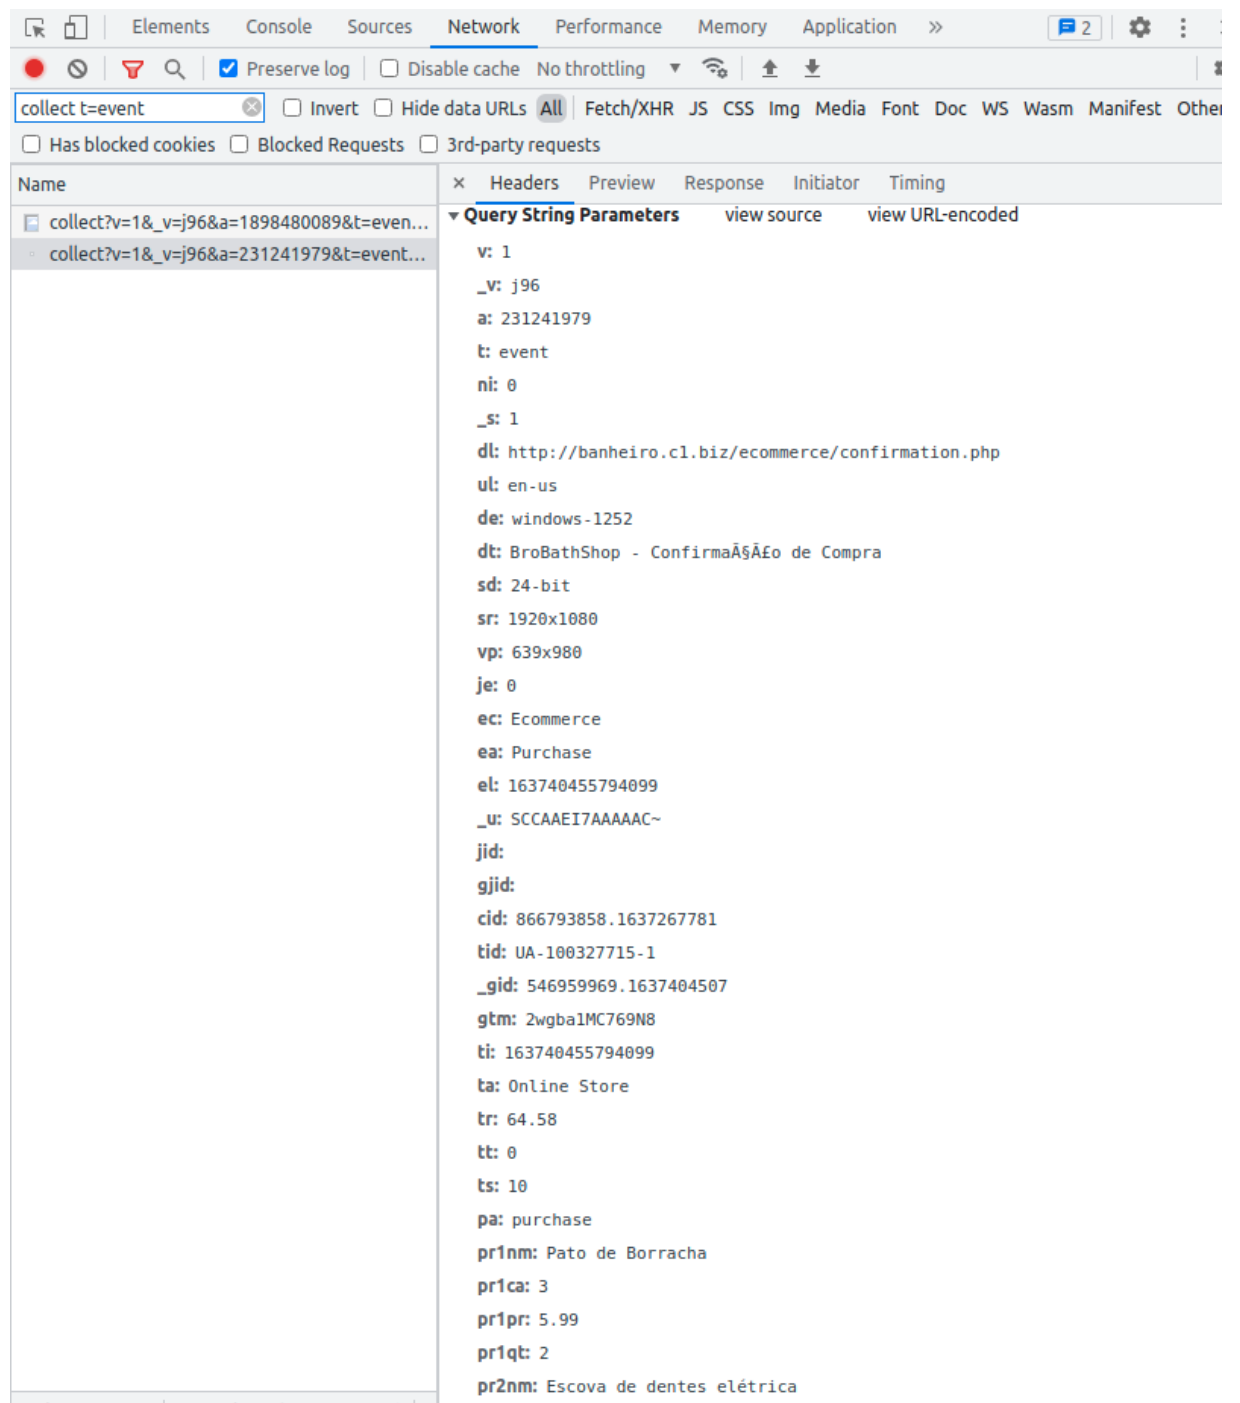 Elements Console Sources Network Performance Memory Application » 2
Preserve log Disable cache No throttling
collect t=event Invert Hide data URLs All Fetch/XHR JS CSS Img Media Font Doc WS Wasm Manifest Other
Has blocked cookies Blocked Requests 3rd-party requests
Name
× Headers Preview Response Initiator Timing
collect?v=1&_v=j96&a=1898480089&t=even...
collect?v=1&_v=j96&a=231241979&t=event...
Query String Parameters view source view URL-encoded
v: 1
_v: j96
a: 231241979
t: event
ni: 0
_s: 1
dl: http://banheiro.c1.biz/ecommerce/confirmation.php
ul: en-us
de: windows-1252
dt: BroBathShop - ConfirmaÃ§Ã£o de Compra
sd: 24-bit
sr: 1920x1080
vp: 639x980
je: 0
ec: Ecommerce
ea: Purchase
el: 163740455794099
_u: SCCAAEI7AAAAAC~
jid:
gjid:
cid: 866793858.1637267781
tid: UA-100327715-1
_gid: 546959969.1637404507
gtm: 2wgba1MC769N8
ti: 163740455794099
ta: Online Store
tr: 64.58
tt: 0
ts: 10
pa: purchase
pr1nm: Pato de Borracha
pr1ca: 3
pr1pr: 5.99
pr1qt: 2
pr2nm: Escova de dentes elétrica